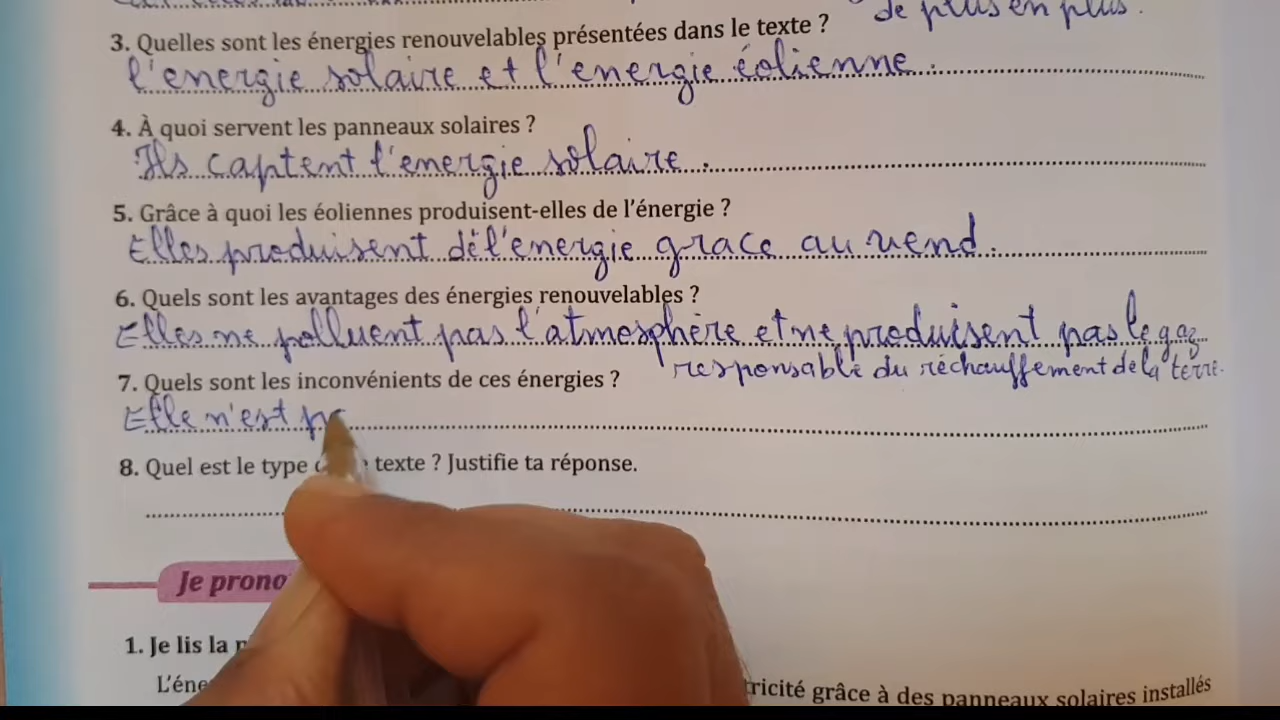 de plus en plus.
3. Quelles sont les énergies renouvelables présentées dans le texte ?
l'energie solaire et l'energie éolienne.
4. À quoi servent les panneaux solaires ?
Ils captent l'energie solaire.
5. Grâce à quoi les éoliennes produisent-elles de l'énergie ?
Elles produisent de l'energie grace au vend.
6. Quels sont les avantages des énergies renouvelables ?
Elles ne polluent pas l'atmosphère et ne produisent pas le gaz
responsable du réchauffement de la terre.
7. Quels sont les inconvénients de ces énergies ?
Elle n'est
8. Quel est le type texte ? Justifie ta réponse.
Je
1. Je lis la
grâce à des panneaux solaires installés